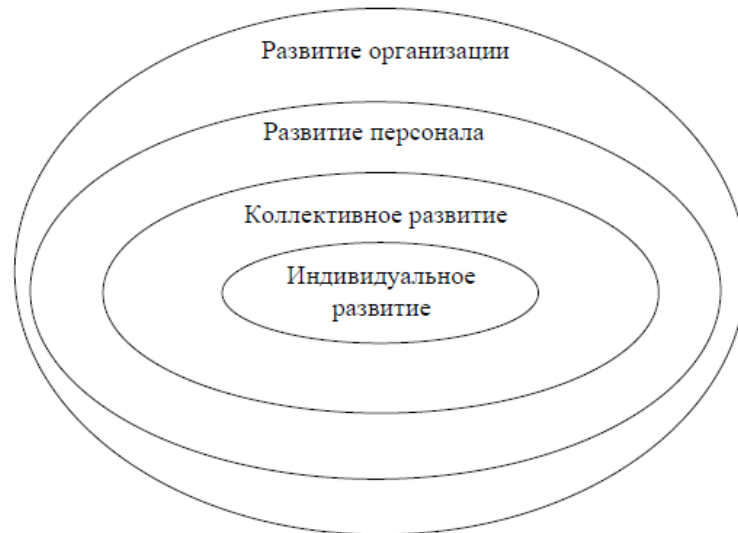 Развитие организации
Развитие персонала
Коллективное развитие
Индивидуальное
развитие